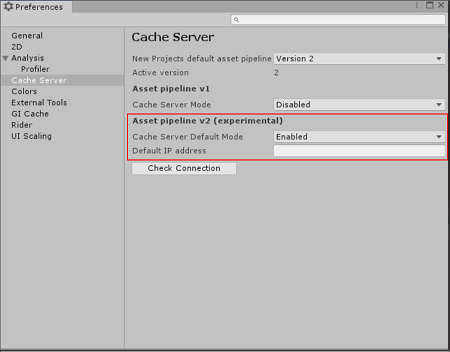 Preferences
General
2D
Analysis
Profiler
Cache Server
Colors
External Tools
GI Cache
Rider
UI Scaling
Cache Server
New Projects default asset pipeline Version 2
Active version 2
Asset pipeline v1
Cache Server Mode Disabled
Asset pipeline v2 (experimental)
Cache Server Default Mode Enabled
Default IP address
Check Connection